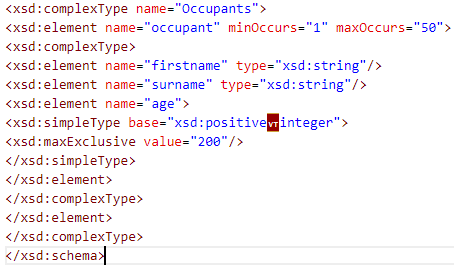 <xsd:complexType name="Occupants">
<xsd:element name="occupant" minOccurs="1" maxOccurs="50">
<xsd:complexType>
<xsd:element name="firstname" type="xsd:string"/>
<xsd:element name="surname" type="xsd:string"/>
<xsd:element name="age">
<xsd:simpleType base="xsd:positiveVTinteger">
<xsd:maxExclusive value="200"/>
</xsd:simpleType>
</xsd:element>
</xsd:complexType>
</xsd:element>
</xsd:complexType>
</xsd:schema>